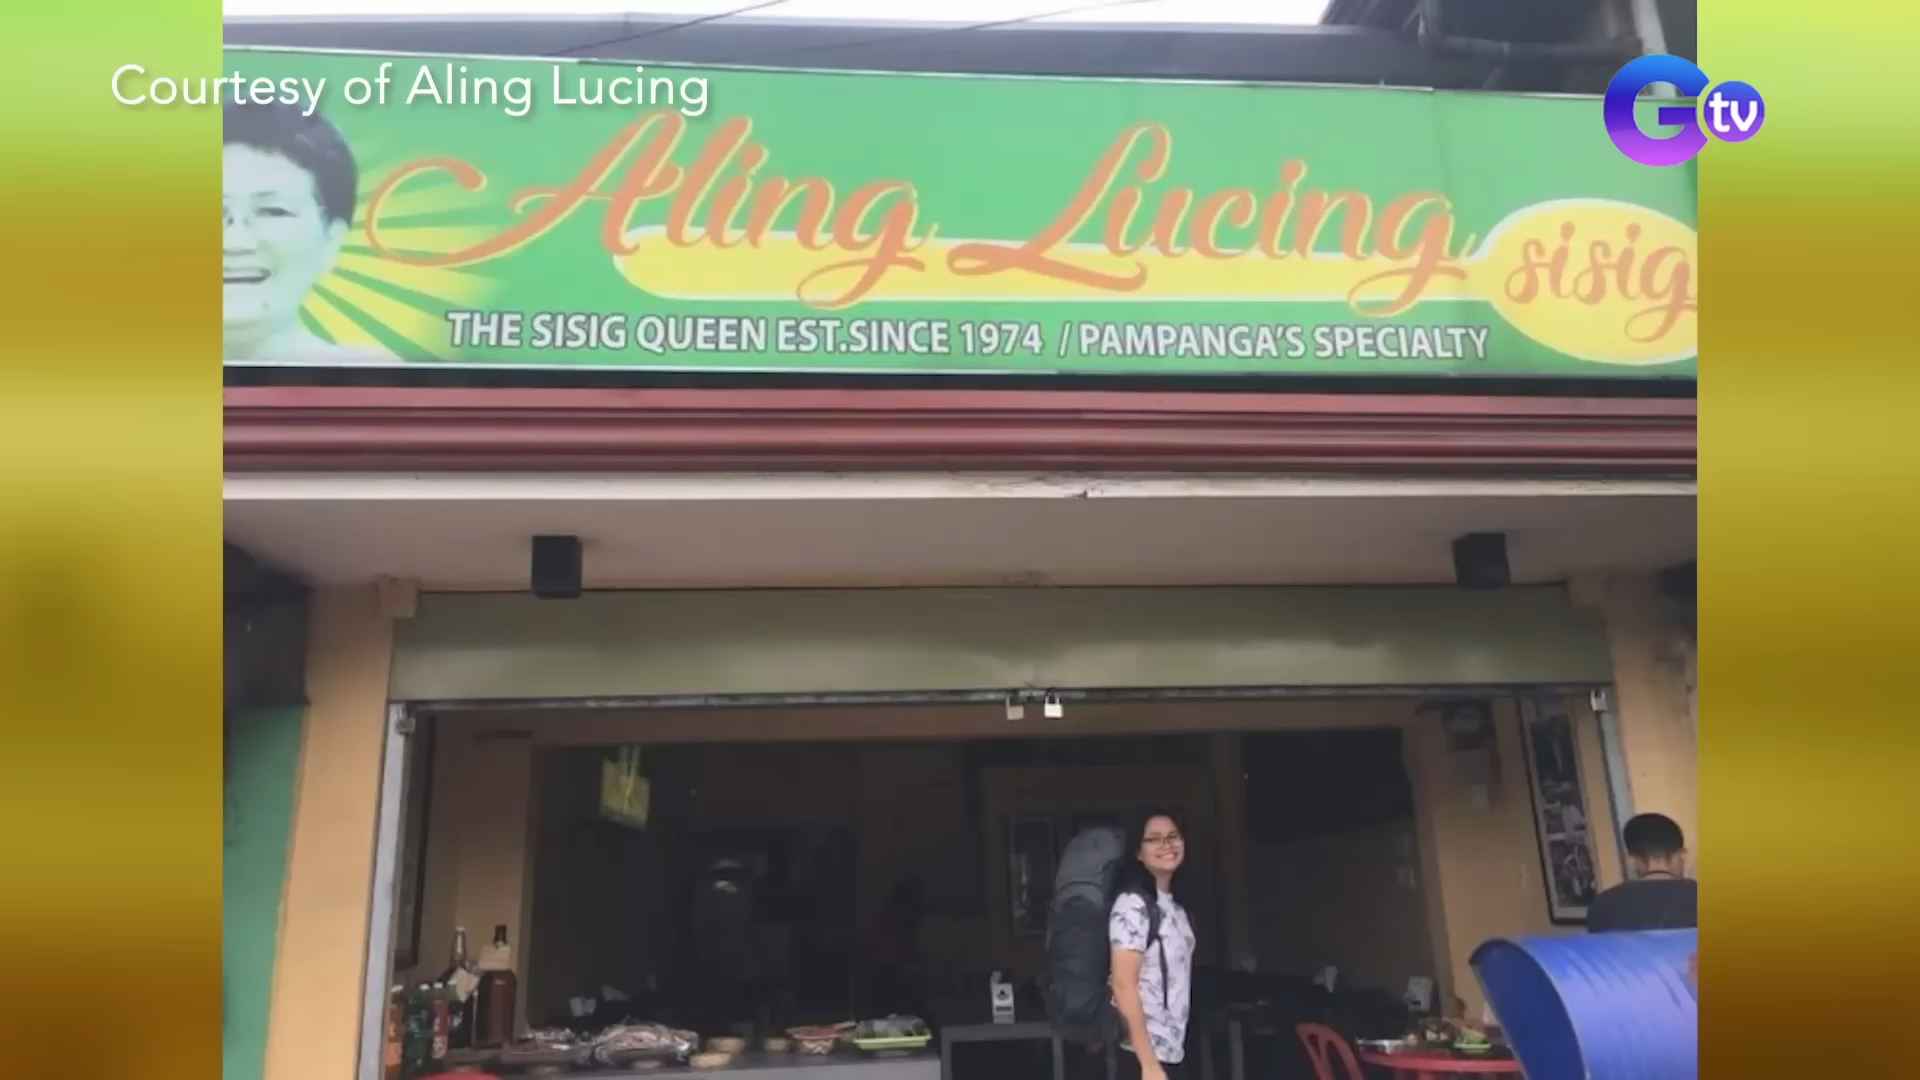 Courtesy of Aling Lucing
Gtv
Aling Lucing sisig
THE SISIG QUEEN EST.SINCE 1974 / PAMPANGA'S SPECIALTY